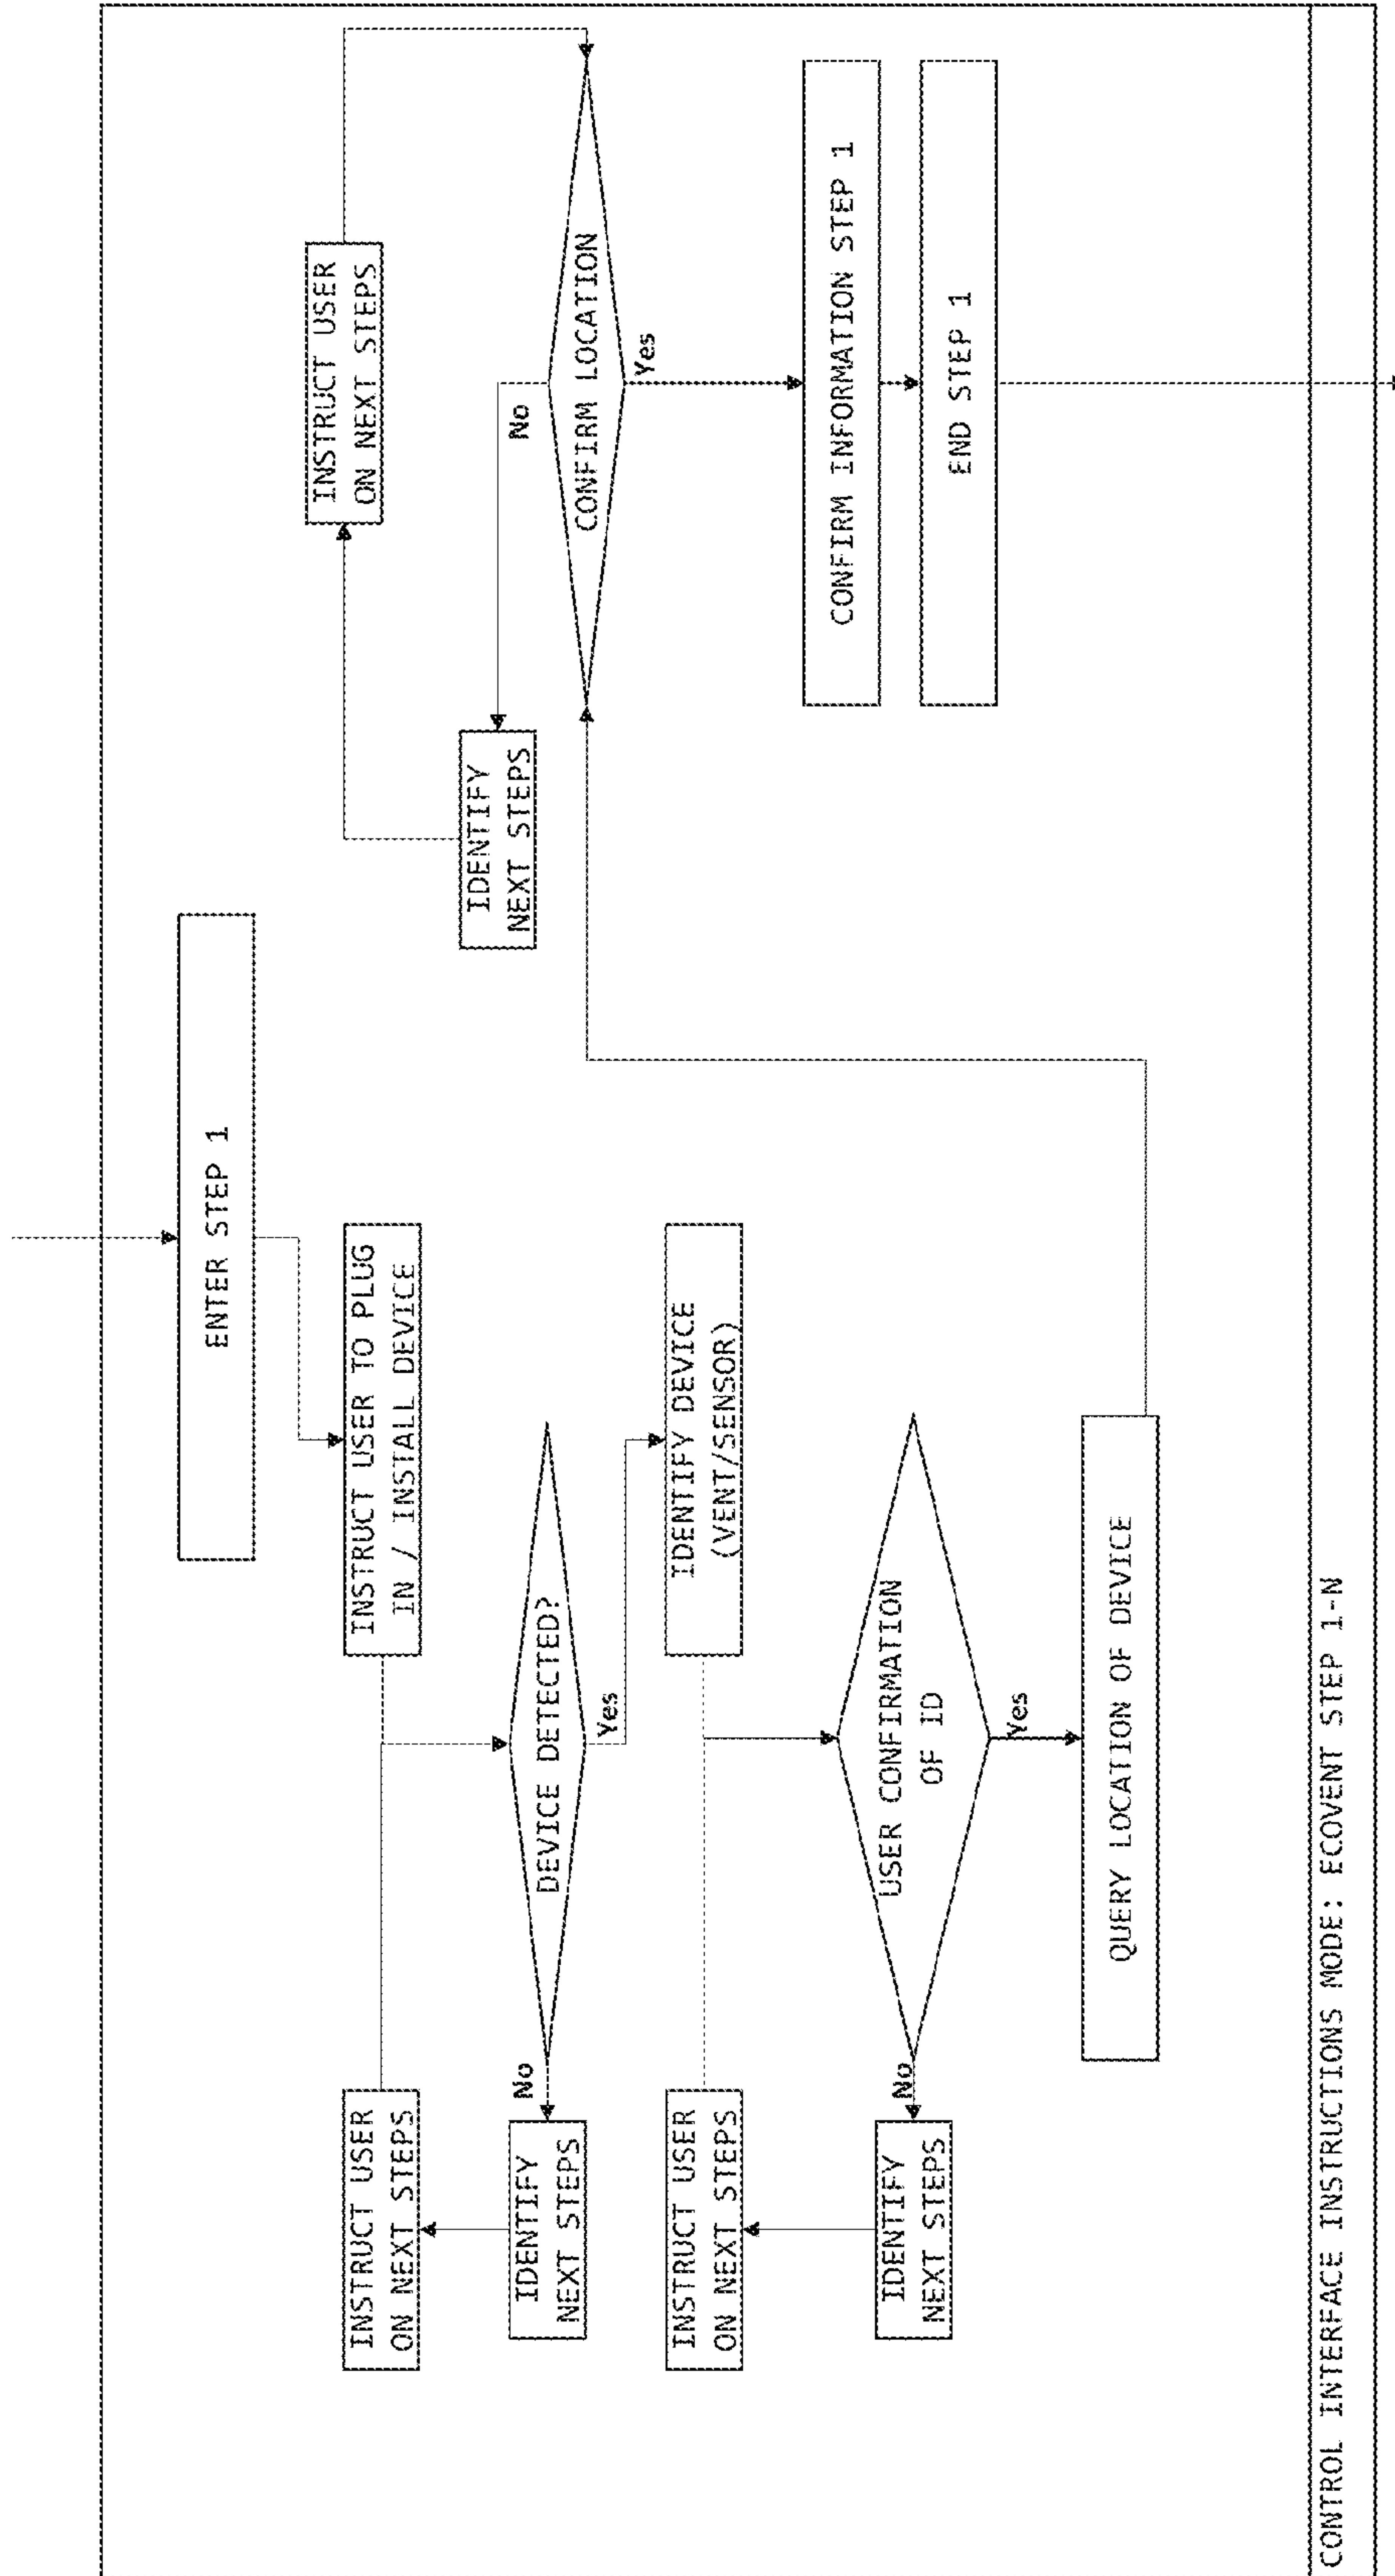 ENTER STEP 1
INSTRUCT USER
ON NEXT STEPS
INSTRUCT USER TO PLUG
IN / INSTALL DEVICE
No
DEVICE DETECTED?
Yes
IDENTIFY
NEXT STEPS
INSTRUCT USER
ON NEXT STEPS
IDENTIFY DEVICE
(VENT/SENSOR)
No
USER CONFIRMATION
OF ID
Yes
IDENTIFY
NEXT STEPS
QUERY LOCATION OF DEVICE
INSTRUCT USER
ON NEXT STEPS
IDENTIFY
NEXT STEPS
No
CONFIRM LOCATION
Yes
CONFIRM INFORMATION STEP 1
END STEP 1
CONTROL INTERFACE INSTRUCTIONS MODE: ECOVENT STEP 1-N